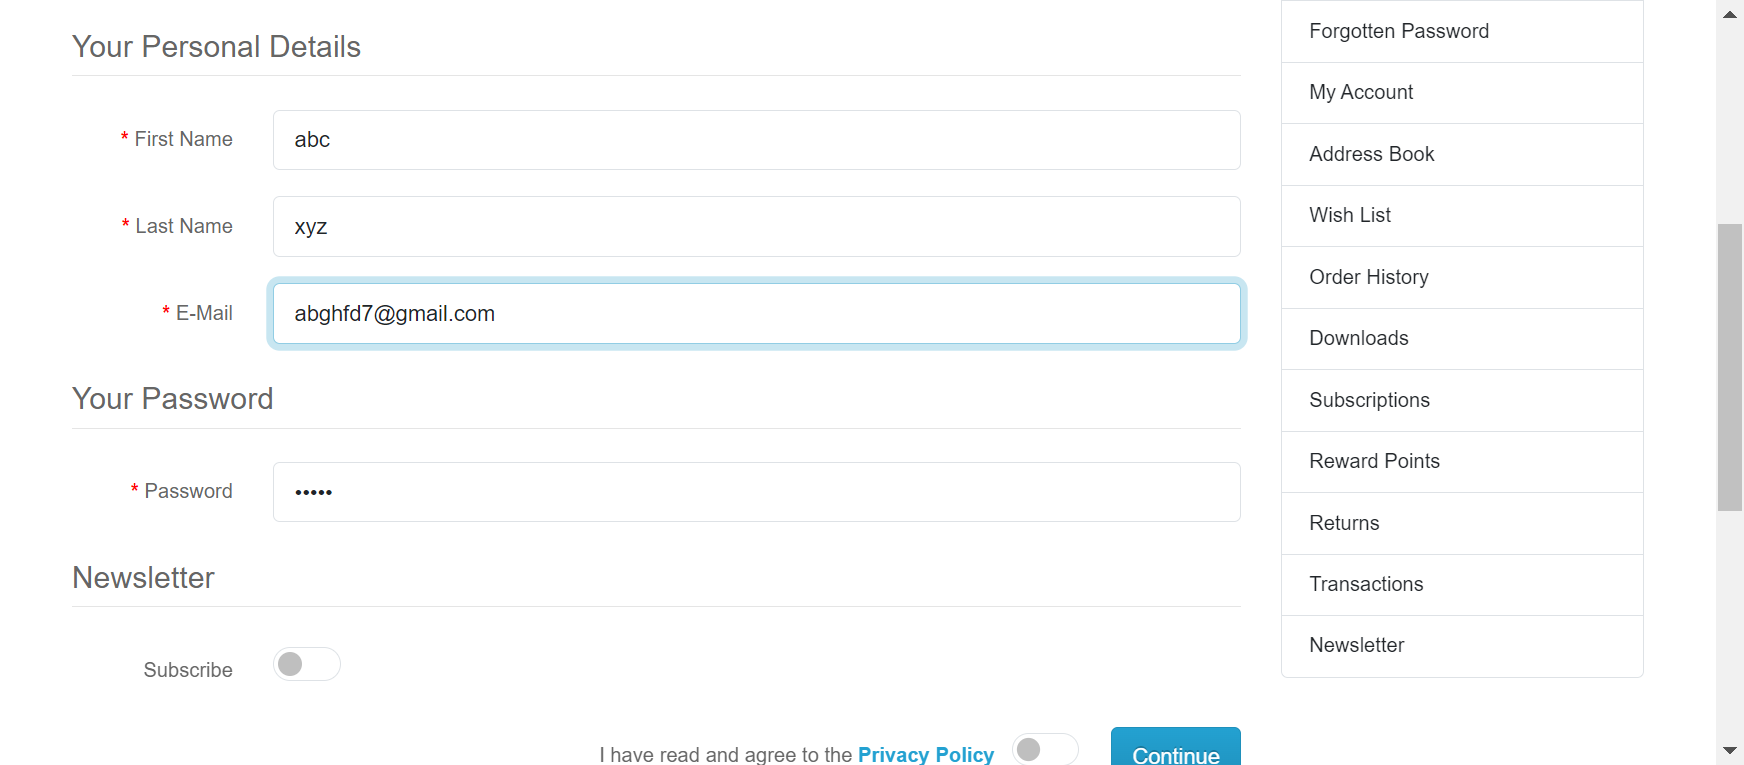 Your Personal Details
* First Name
abc
* Last Name
xyz
* E-Mail
abghfd7@gmail.com
Your Password
* Password
•••••
Newsletter
Subscribe
I have read and agree to the Privacy Policy
Continue
Forgotten Password
My Account
Address Book
Wish List
Order History
Downloads
Subscriptions
Reward Points
Returns
Transactions
Newsletter